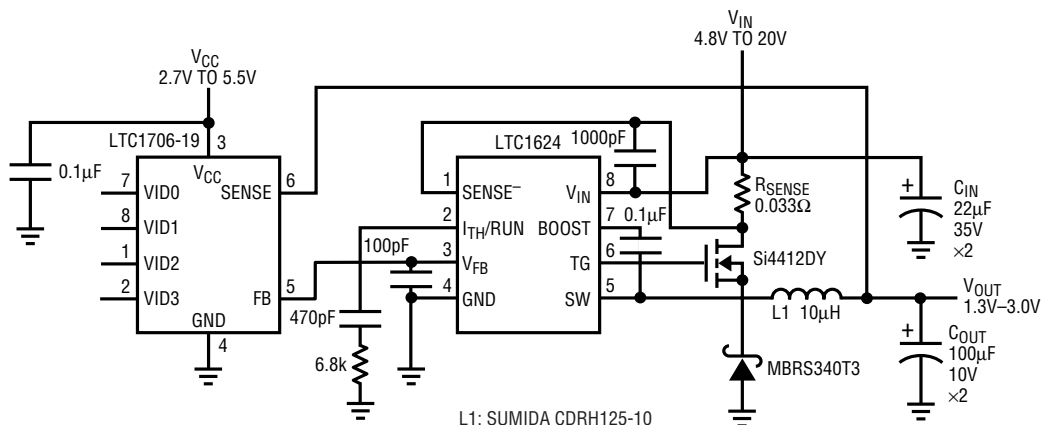 VCC
2.7V TO 5.5V
LTC1706-19
3
VCC
0.1µF
7
VID0
SENSE
6
8
VID1
1
VID2
2
VID3
FB
5
GND
4
LTC1624
1000pF
1
SENSE–
VIN
8
2
ITH/RUN
BOOST
7
0.1µF
100pF
3
VFB
TG
6
4
GND
SW
5
470pF
6.8k
VIN
4.8V TO 20V
RSENSE
0.033Ω
+
CIN
22µF
35V
×2
Si4412DY
L1 10µH
VOUT
1.3V–3.0V
+
COUT
100µF
10V
×2
MBRS340T3
L1: SUMIDA CDRH125-10